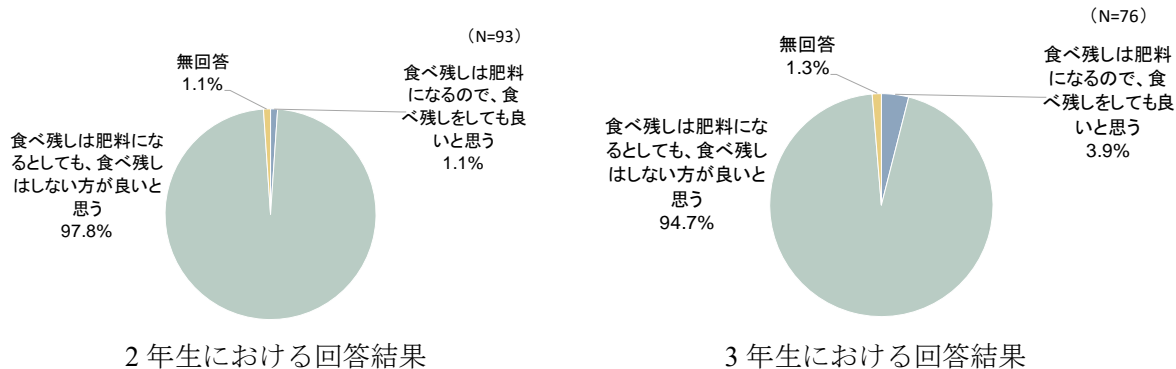 (N=93)
無回答
1.1%
食べ残しは肥料
になるので、食
べ残しをしても良
いと思う
1.1%
食べ残しは肥料にな
るとしても、食べ残し
はしない方が良いと
思う
97.8%
2 年生における回答結果
(N=76)
無回答
1.3%
食べ残しは肥料
になるので、食
べ残しをしても良
いと思う
3.9%
食べ残しは肥料にな
るとしても、食べ残し
はしない方が良いと
思う
94.7%
3 年生における回答結果